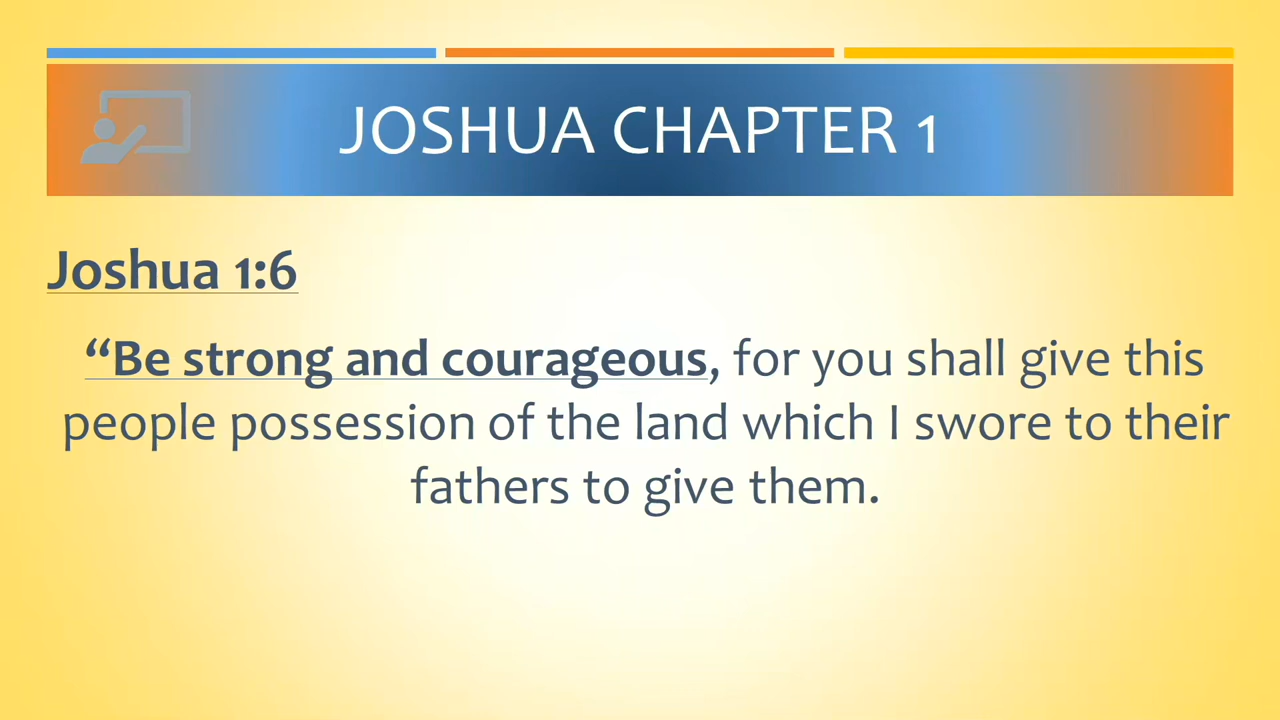 JOSHUA CHAPTER 1
Joshua 1:6
“Be strong and courageous, for you shall give this
people possession of the land which I swore to their
fathers to give them.